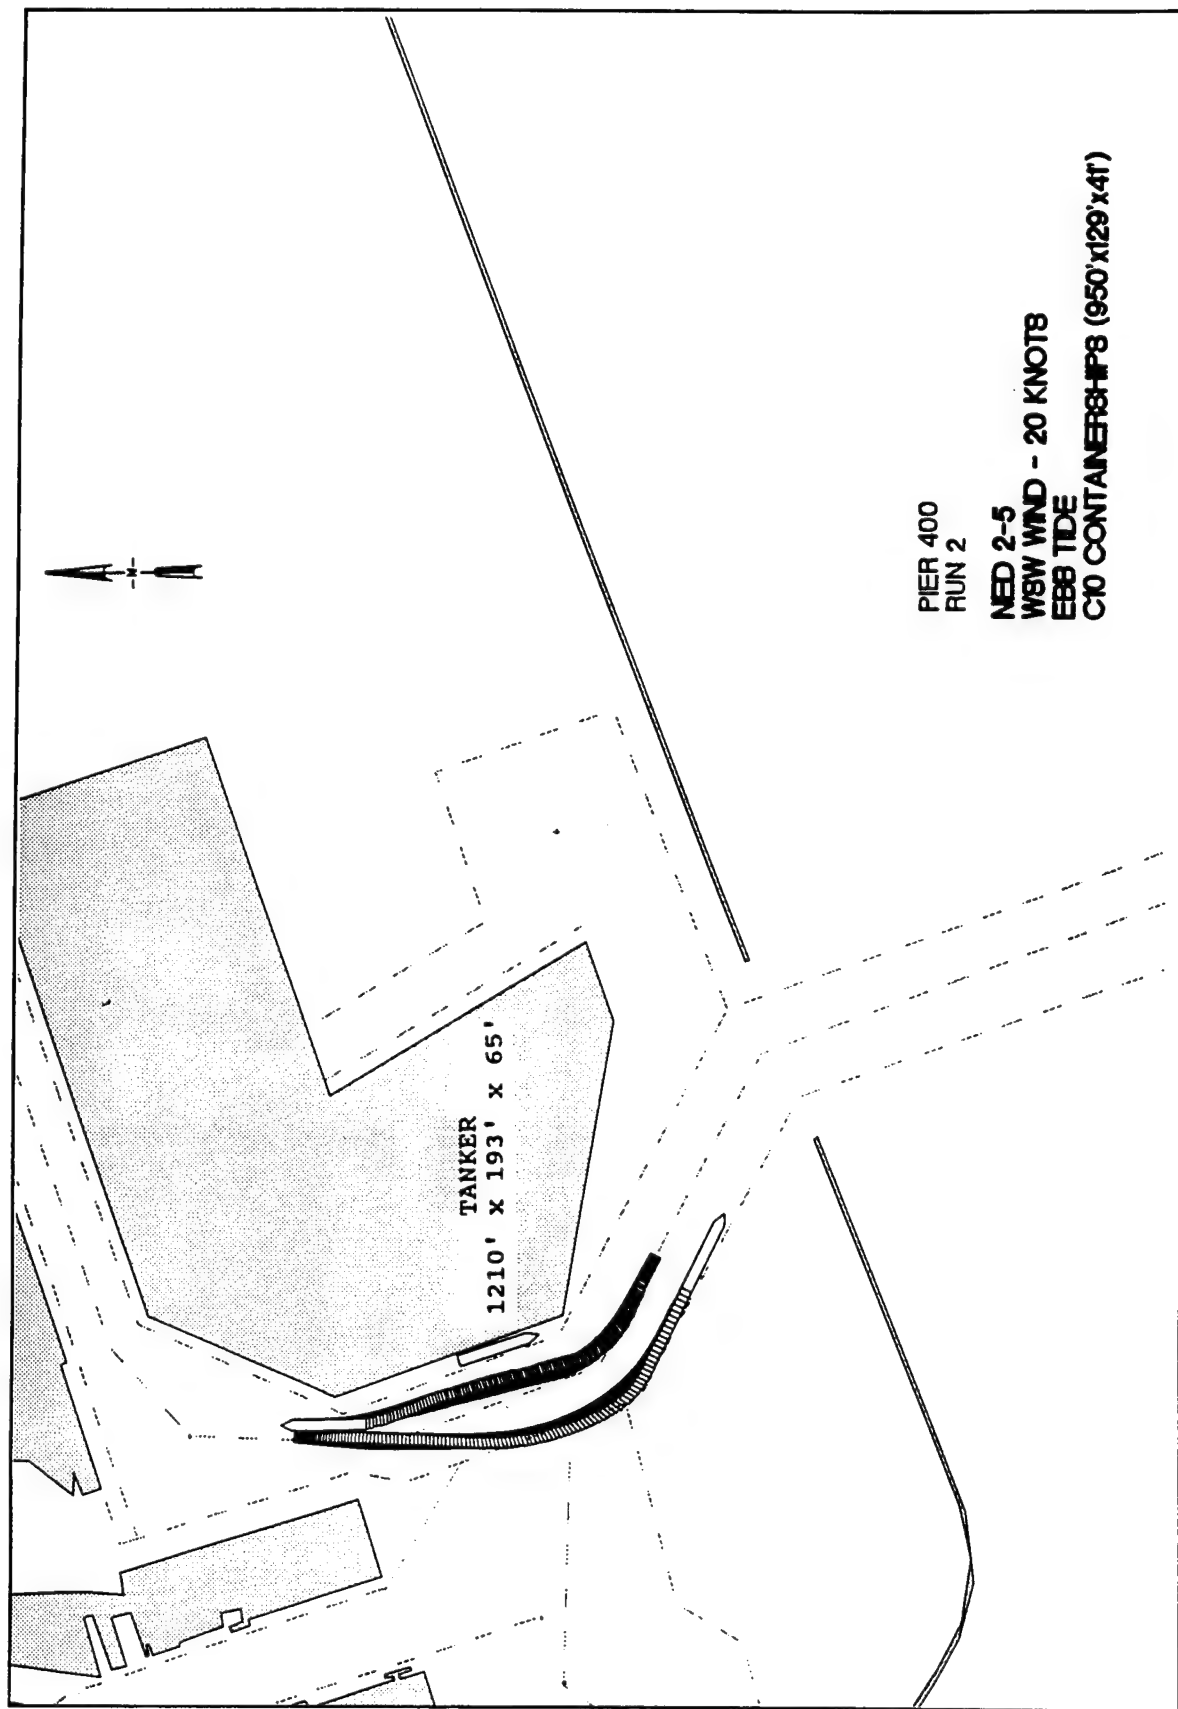 N
TANKER
1210' x 193' x 65'
PIER 400
RUN 2
NED 2-5
WSW WIND - 20 KNOTS
EBB TIDE
C10 CONTAINERSHIPS (950'x129'x41')